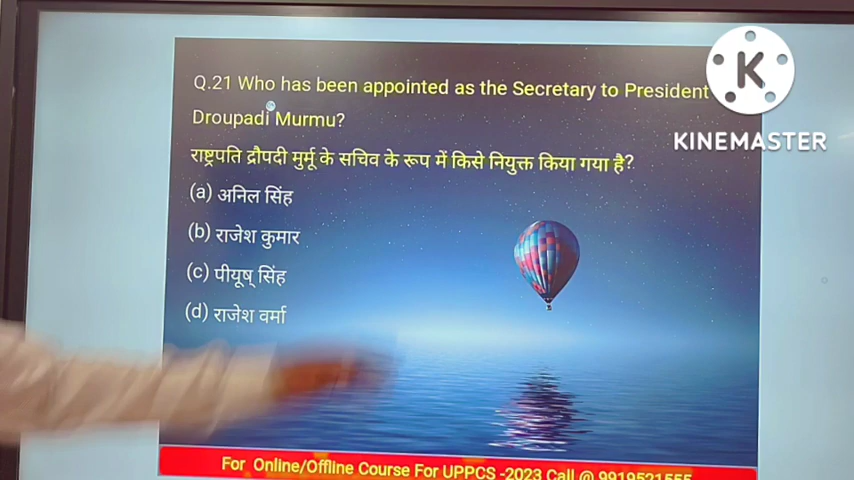 Q.21 Who has been appointed as the Secretary to President
Droupadi Murmu?
राष्ट्रपति द्रौपदी मुर्मू के सचिव के रूप में किसे नियुक्त किया गया है?
(a) अनिल सिंह
(b) राजेश कुमार
(c) पीयूष् सिंह
(d) राजेश वर्मा
K
KINEMASTER
For Online/Offline Course For UPPCS -2023 Call @ 9919521555